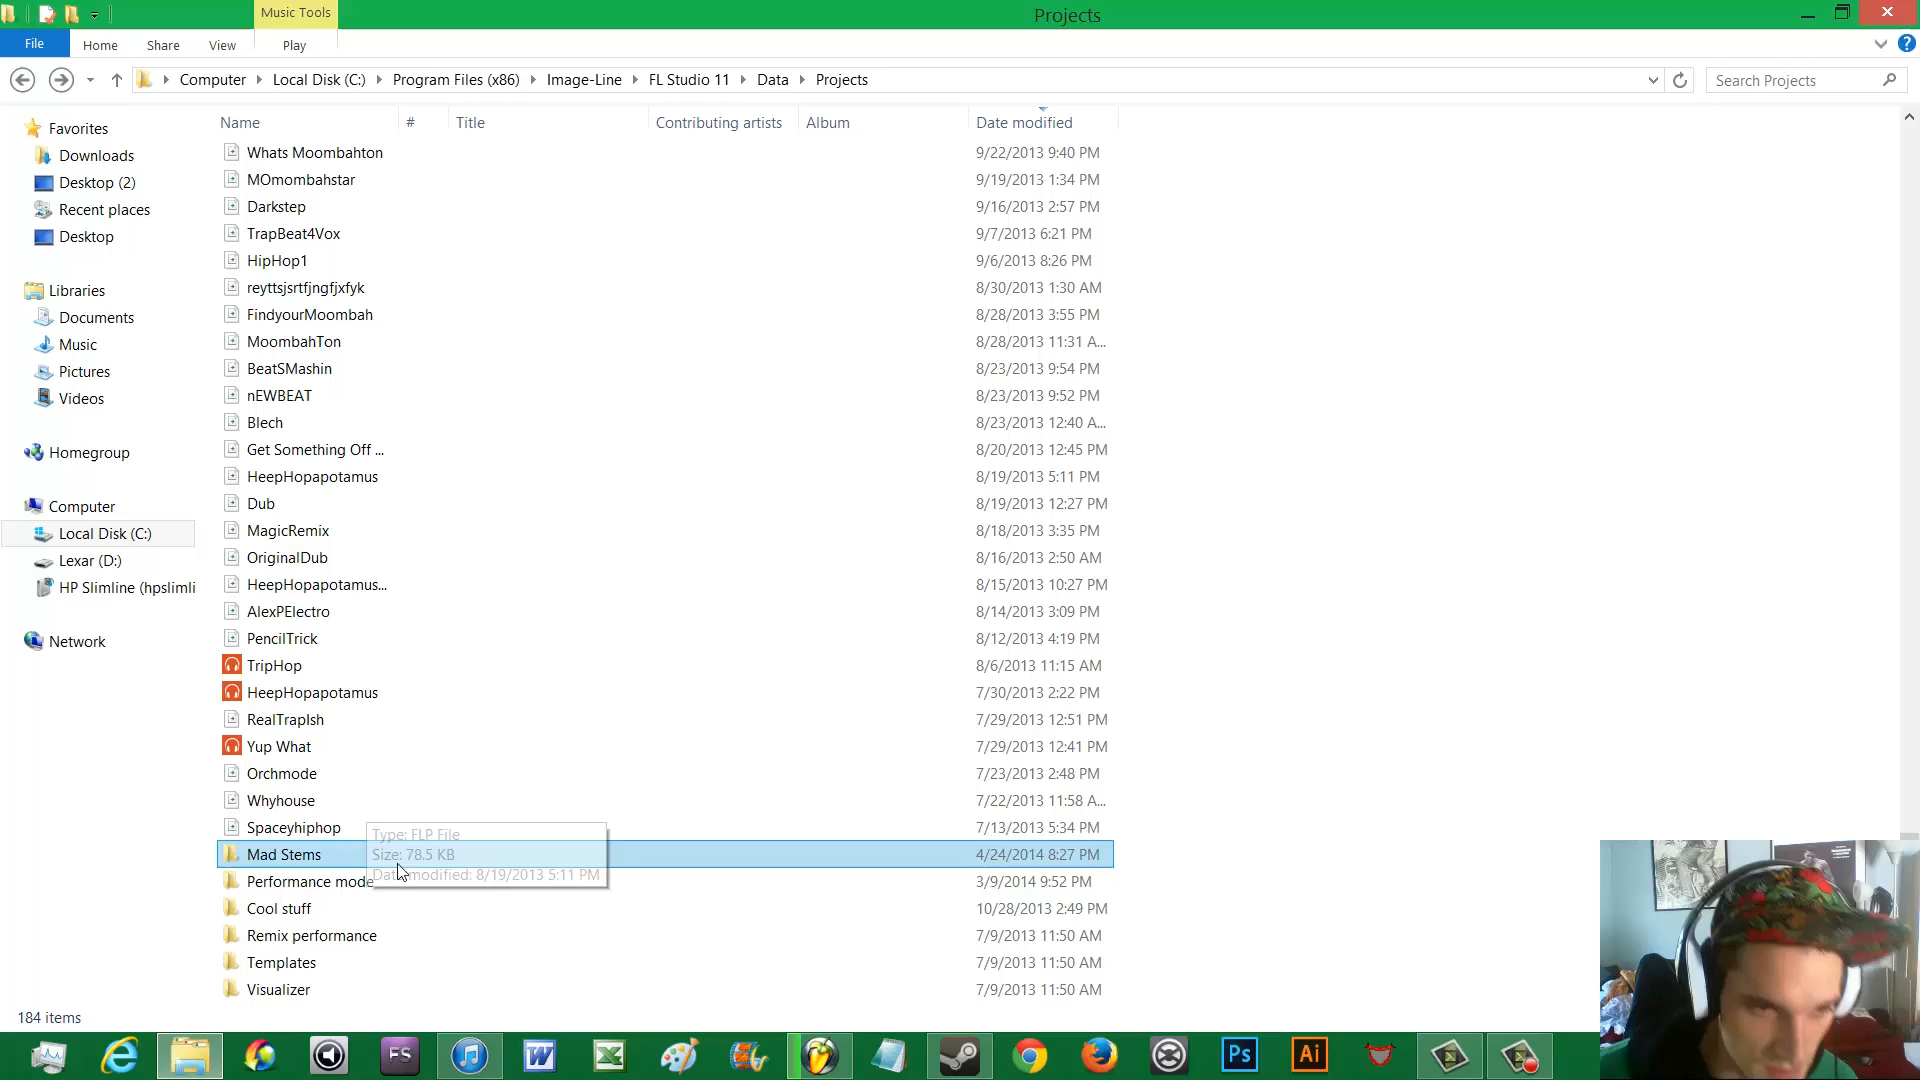 Music Tools
Projects
File Home Share View Play
Computer Local Disk (C:) Program Files (x86) Image-Line FL Studio 11 Data Projects
Search Projects
Name # Title Contributing artists Album Date modified
Favorites
Downloads
Desktop (2)
Recent places
Desktop
Libraries
Documents
Music
Pictures
Videos
Homegroup
Computer
Local Disk (C:)
Lexar (D:)
HP Slimline (hpslimli
Network
Whats Moombahton 9/22/2013 9:40 PM
MOmombahstar 9/19/2013 1:34 PM
Darkstep 9/16/2013 2:57 PM
TrapBeat4Vox 9/7/2013 6:21 PM
HipHop1 9/6/2013 8:26 PM
reyttsjsrtfjngfjxfyk 8/30/2013 1:30 AM
FindyourMoombah 8/28/2013 3:55 PM
MoombahTon 8/28/2013 11:31 A...
BeatSMashin 8/23/2013 9:54 PM
nEWBEAT 8/23/2013 9:52 PM
Blech 8/23/2013 12:40 A...
Get Something Off ... 8/20/2013 12:45 PM
HeepHopapotamus 8/19/2013 5:11 PM
Dub 8/19/2013 12:27 PM
MagicRemix 8/18/2013 3:35 PM
OriginalDub 8/16/2013 2:50 AM
HeepHopapotamus... 8/15/2013 10:27 PM
AlexPElectro 8/14/2013 3:09 PM
PencilTrick 8/12/2013 4:19 PM
TripHop 8/6/2013 11:15 AM
HeepHopapotamus 7/30/2013 2:22 PM
RealTrapIsh 7/29/2013 12:51 PM
Yup What 7/29/2013 12:41 PM
Orchmode 7/23/2013 2:48 PM
Whyhouse 7/22/2013 11:58 A...
Spaceyhiphop 7/13/2013 5:34 PM
Mad Stems 4/24/2014 8:27 PM
Performance mode 3/9/2014 9:52 PM
Cool stuff 10/28/2013 2:49 PM
Remix performance 7/9/2013 11:50 AM
Templates 7/9/2013 11:50 AM
Visualizer 7/9/2013 11:50 AM
Type: FLP File
Size: 78.5 KB
Date modified: 8/19/2013 5:11 PM
184 items
FS
Ps
Ai